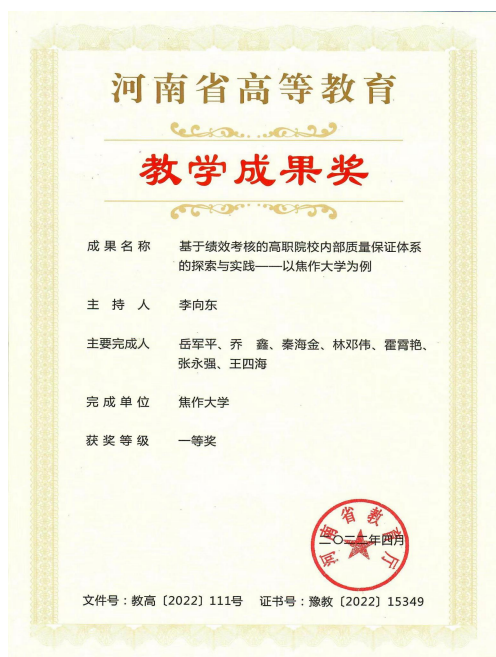 河南省高等教育
教学成果奖
成果名称 基于绩效考核的高职院校内部质量保证体系
的探索与实践——以焦作大学为例
主持人 李向东
主要完成人 岳军平、乔 鑫、秦海金、林邓伟、霍霄艳、
张永强、王四海
完成单位 焦作大学
获奖等级 一等奖
河南省教育厅
二〇二二年四月
文件号：教高〔2022〕111号 证书号：豫教〔2022〕15349